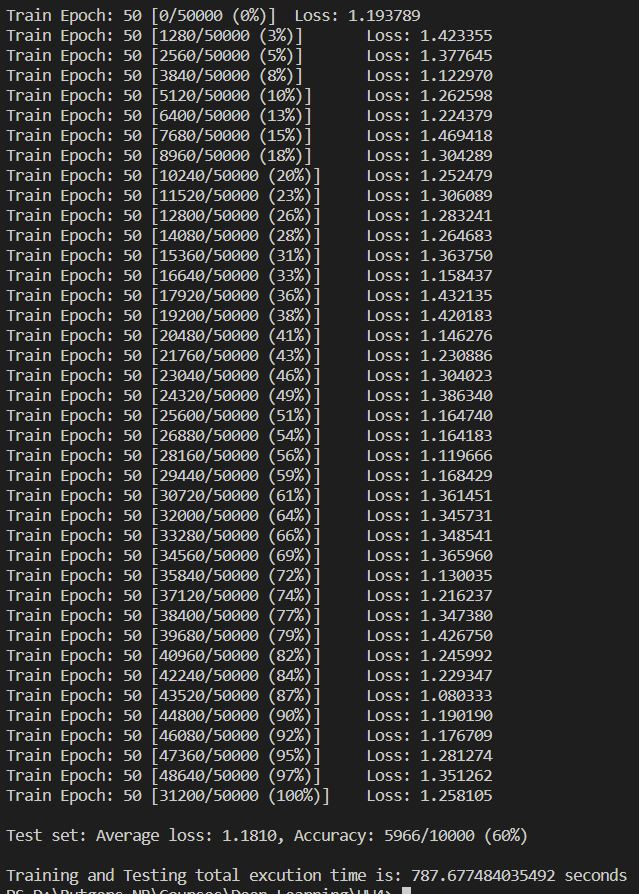 Train Epoch: 50 [0/50000 (0%)]	Loss: 1.193789
Train Epoch: 50 [1280/50000 (3%)]	Loss: 1.423355
Train Epoch: 50 [2560/50000 (5%)]	Loss: 1.377645
Train Epoch: 50 [3840/50000 (8%)]	Loss: 1.122970
Train Epoch: 50 [5120/50000 (10%)]	Loss: 1.262598
Train Epoch: 50 [6400/50000 (13%)]	Loss: 1.224379
Train Epoch: 50 [7680/50000 (15%)]	Loss: 1.469418
Train Epoch: 50 [8960/50000 (18%)]	Loss: 1.304289
Train Epoch: 50 [10240/50000 (20%)]	Loss: 1.252479
Train Epoch: 50 [11520/50000 (23%)]	Loss: 1.306089
Train Epoch: 50 [12800/50000 (26%)]	Loss: 1.283241
Train Epoch: 50 [14080/50000 (28%)]	Loss: 1.264683
Train Epoch: 50 [15360/50000 (31%)]	Loss: 1.363750
Train Epoch: 50 [16640/50000 (33%)]	Loss: 1.158437
Train Epoch: 50 [17920/50000 (36%)]	Loss: 1.432135
Train Epoch: 50 [19200/50000 (38%)]	Loss: 1.420183
Train Epoch: 50 [20480/50000 (41%)]	Loss: 1.146276
Train Epoch: 50 [21760/50000 (43%)]	Loss: 1.230886
Train Epoch: 50 [23040/50000 (46%)]	Loss: 1.304023
Train Epoch: 50 [24320/50000 (49%)]	Loss: 1.386340
Train Epoch: 50 [25600/50000 (51%)]	Loss: 1.164740
Train Epoch: 50 [26880/50000 (54%)]	Loss: 1.164183
Train Epoch: 50 [28160/50000 (56%)]	Loss: 1.119666
Train Epoch: 50 [29440/50000 (59%)]	Loss: 1.168429
Train Epoch: 50 [30720/50000 (61%)]	Loss: 1.361451
Train Epoch: 50 [32000/50000 (64%)]	Loss: 1.345731
Train Epoch: 50 [33280/50000 (66%)]	Loss: 1.348541
Train Epoch: 50 [34560/50000 (69%)]	Loss: 1.365960
Train Epoch: 50 [35840/50000 (72%)]	Loss: 1.130035
Train Epoch: 50 [37120/50000 (74%)]	Loss: 1.216237
Train Epoch: 50 [38400/50000 (77%)]	Loss: 1.347380
Train Epoch: 50 [39680/50000 (79%)]	Loss: 1.426750
Train Epoch: 50 [40960/50000 (82%)]	Loss: 1.245992
Train Epoch: 50 [42240/50000 (84%)]	Loss: 1.229347
Train Epoch: 50 [43520/50000 (87%)]	Loss: 1.080333
Train Epoch: 50 [44800/50000 (90%)]	Loss: 1.190190
Train Epoch: 50 [46080/50000 (92%)]	Loss: 1.176709
Train Epoch: 50 [47360/50000 (95%)]	Loss: 1.281274
Train Epoch: 50 [48640/50000 (97%)]	Loss: 1.351262
Train Epoch: 50 [31200/50000 (100%)]	Loss: 1.258105
Test set: Average loss: 1.1810, Accuracy: 5966/10000 (60%)
Training and Testing total excution time is: 787.677484035492 seconds